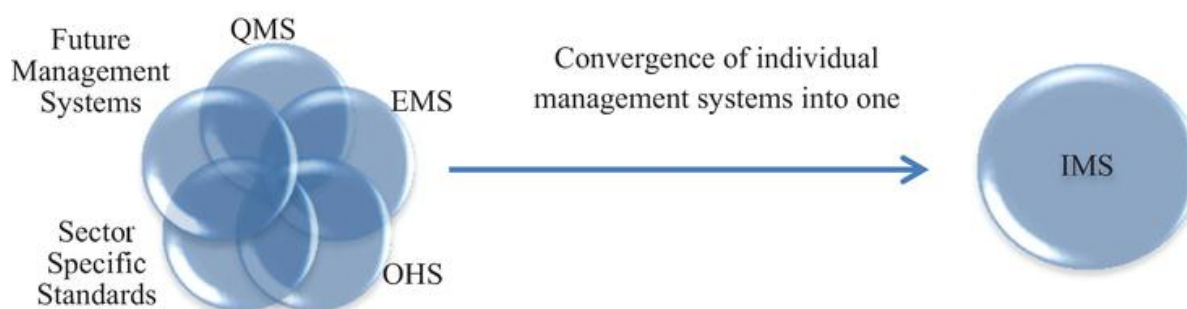 QMS
Future
Management
Systems
EMS
Sector
Specific
Standards
OHS
Convergence of individual
management systems into one
IMS